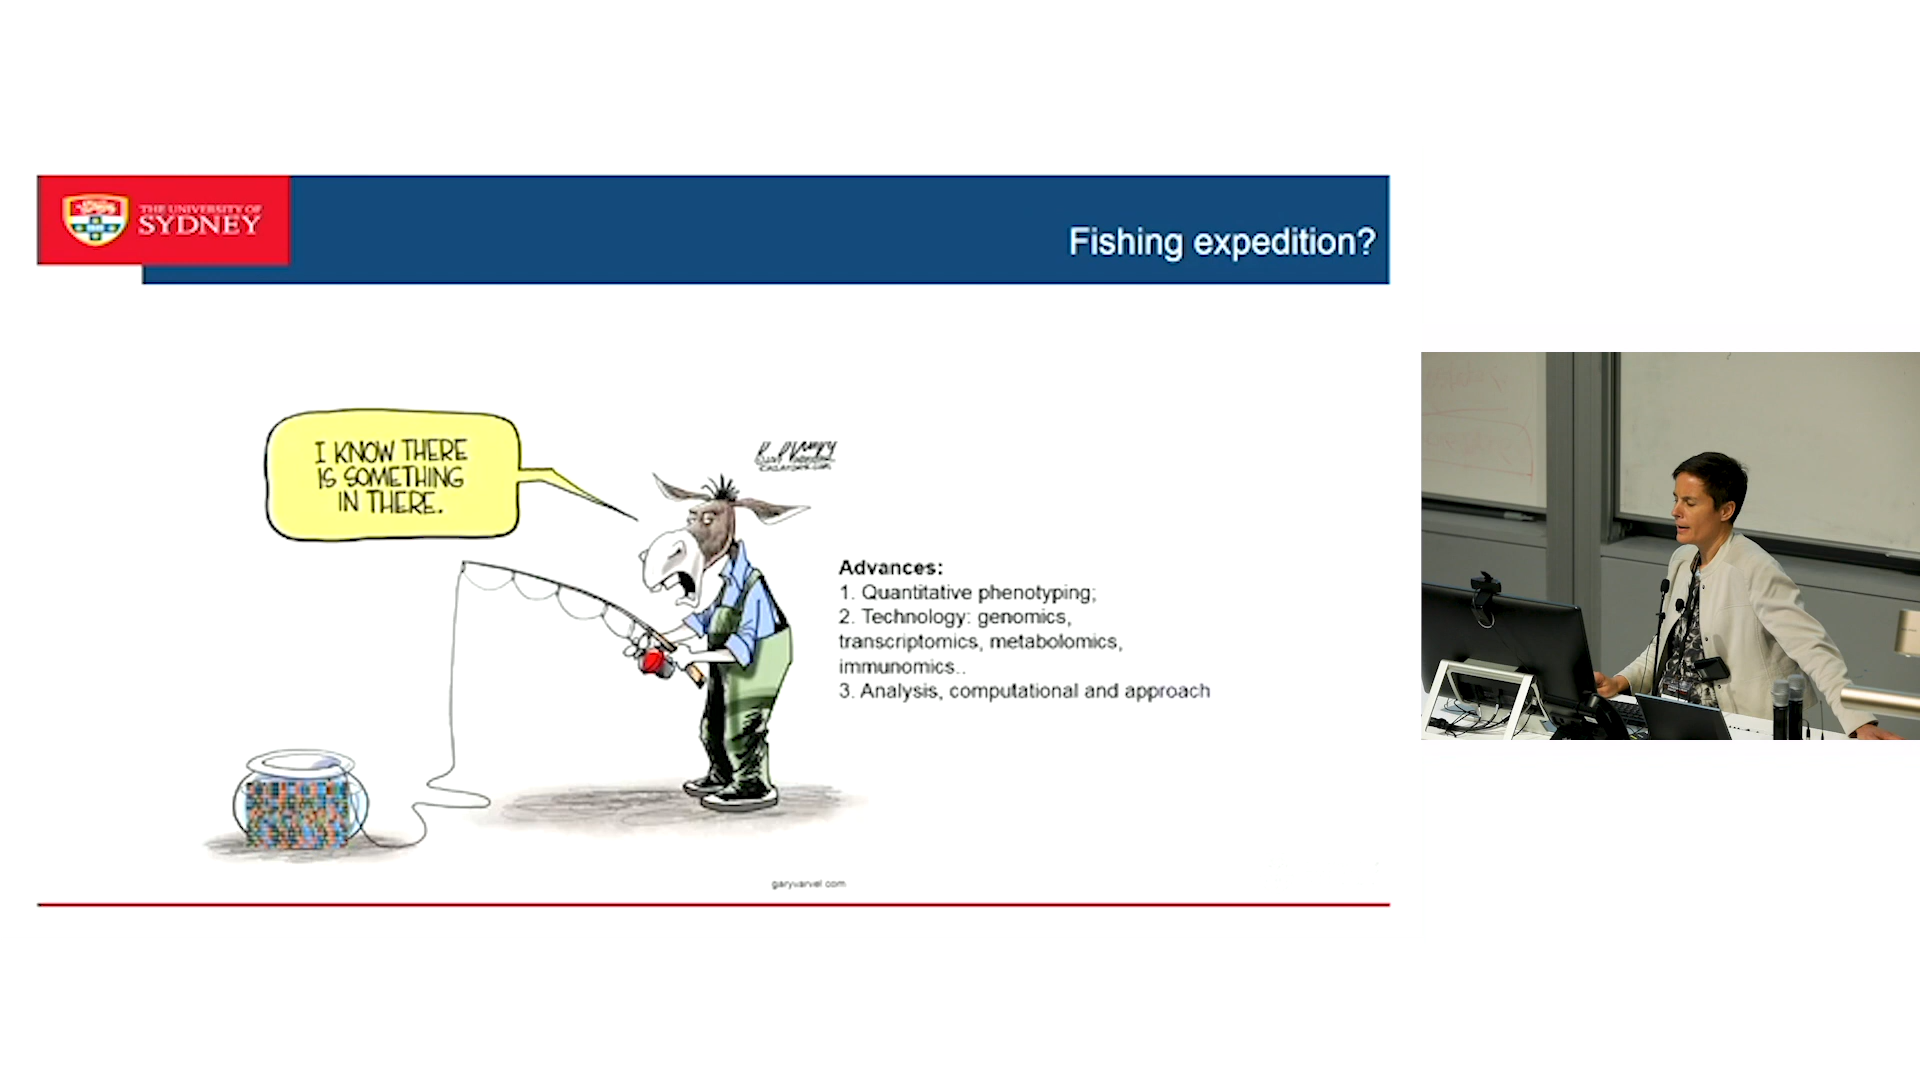 THE UNIVERSITY OF
SYDNEY
Fishing expedition?
I KNOW THERE
IS SOMETHING
IN THERE.
Advances:
1. Quantitative phenotyping;
2. Technology: genomics,
transcriptomics, metabolomics,
immunomics..
3. Analysis, computational and approach
garyvarvel.com